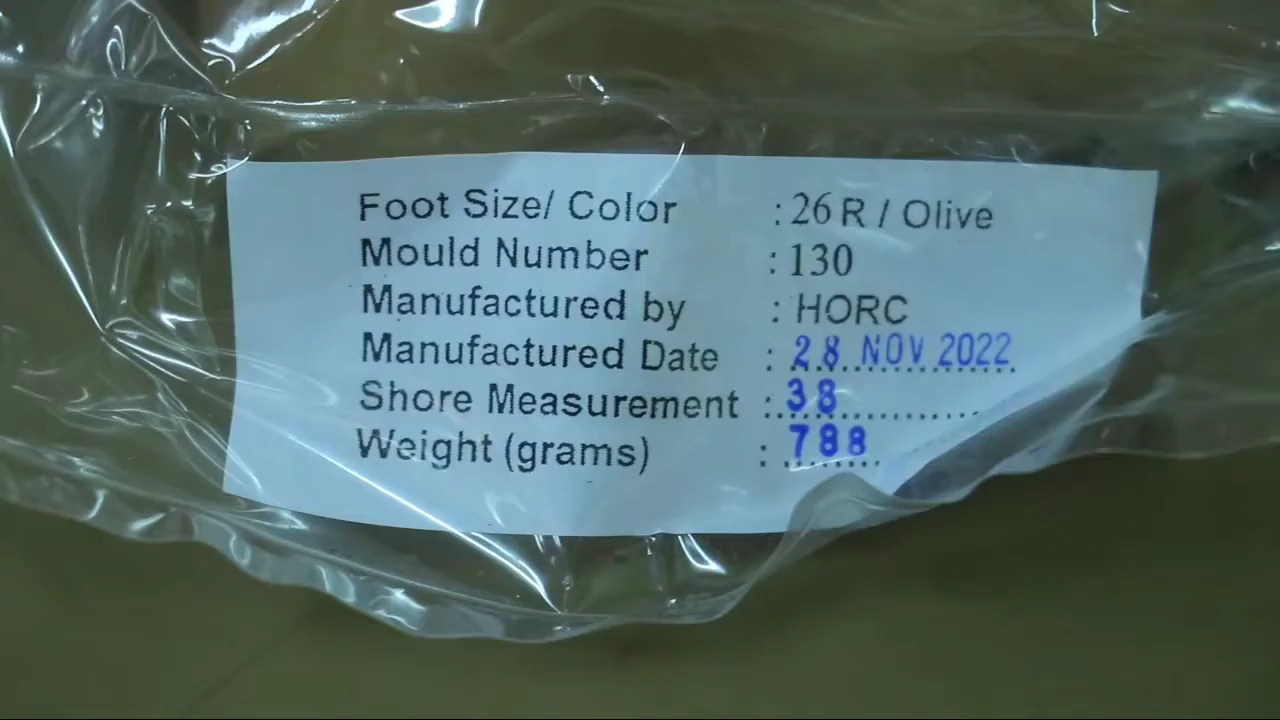 Foot Size/ Color : 26 R / Olive
Mould Number : 130
Manufactured by : HORC
Manufactured Date : 28 NOV 2022
Shore Measurement : 38
Weight (grams) : 788